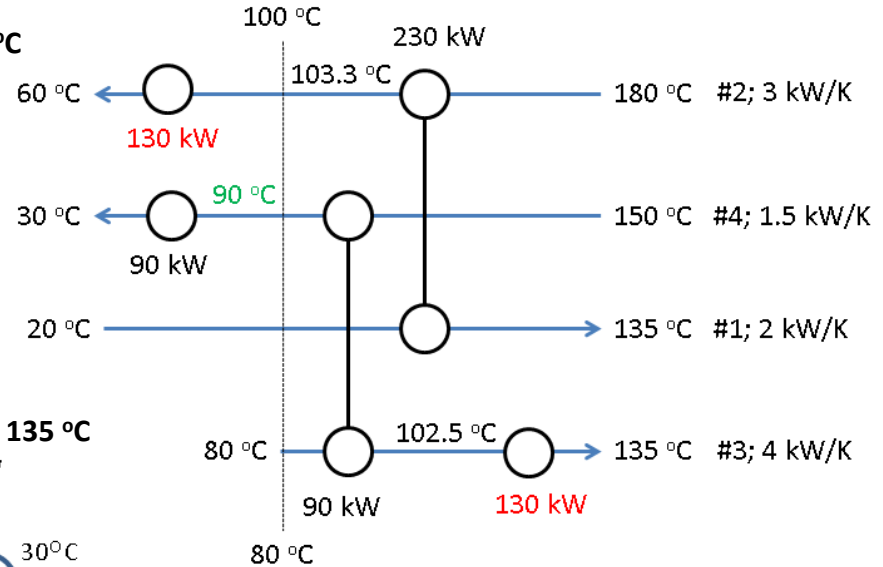 100 °C
°C
230 kW
60 °C
103.3 °C
180 °C #2; 3 kW/K
130 kW
90 °C
30 °C
150 °C #4; 1.5 kW/K
90 kW
20 °C
135 °C #1; 2 kW/K
135 °C
102.5 °C
80 °C
135 °C #3; 4 kW/K
90 kW
130 kW
30°C
80 °C